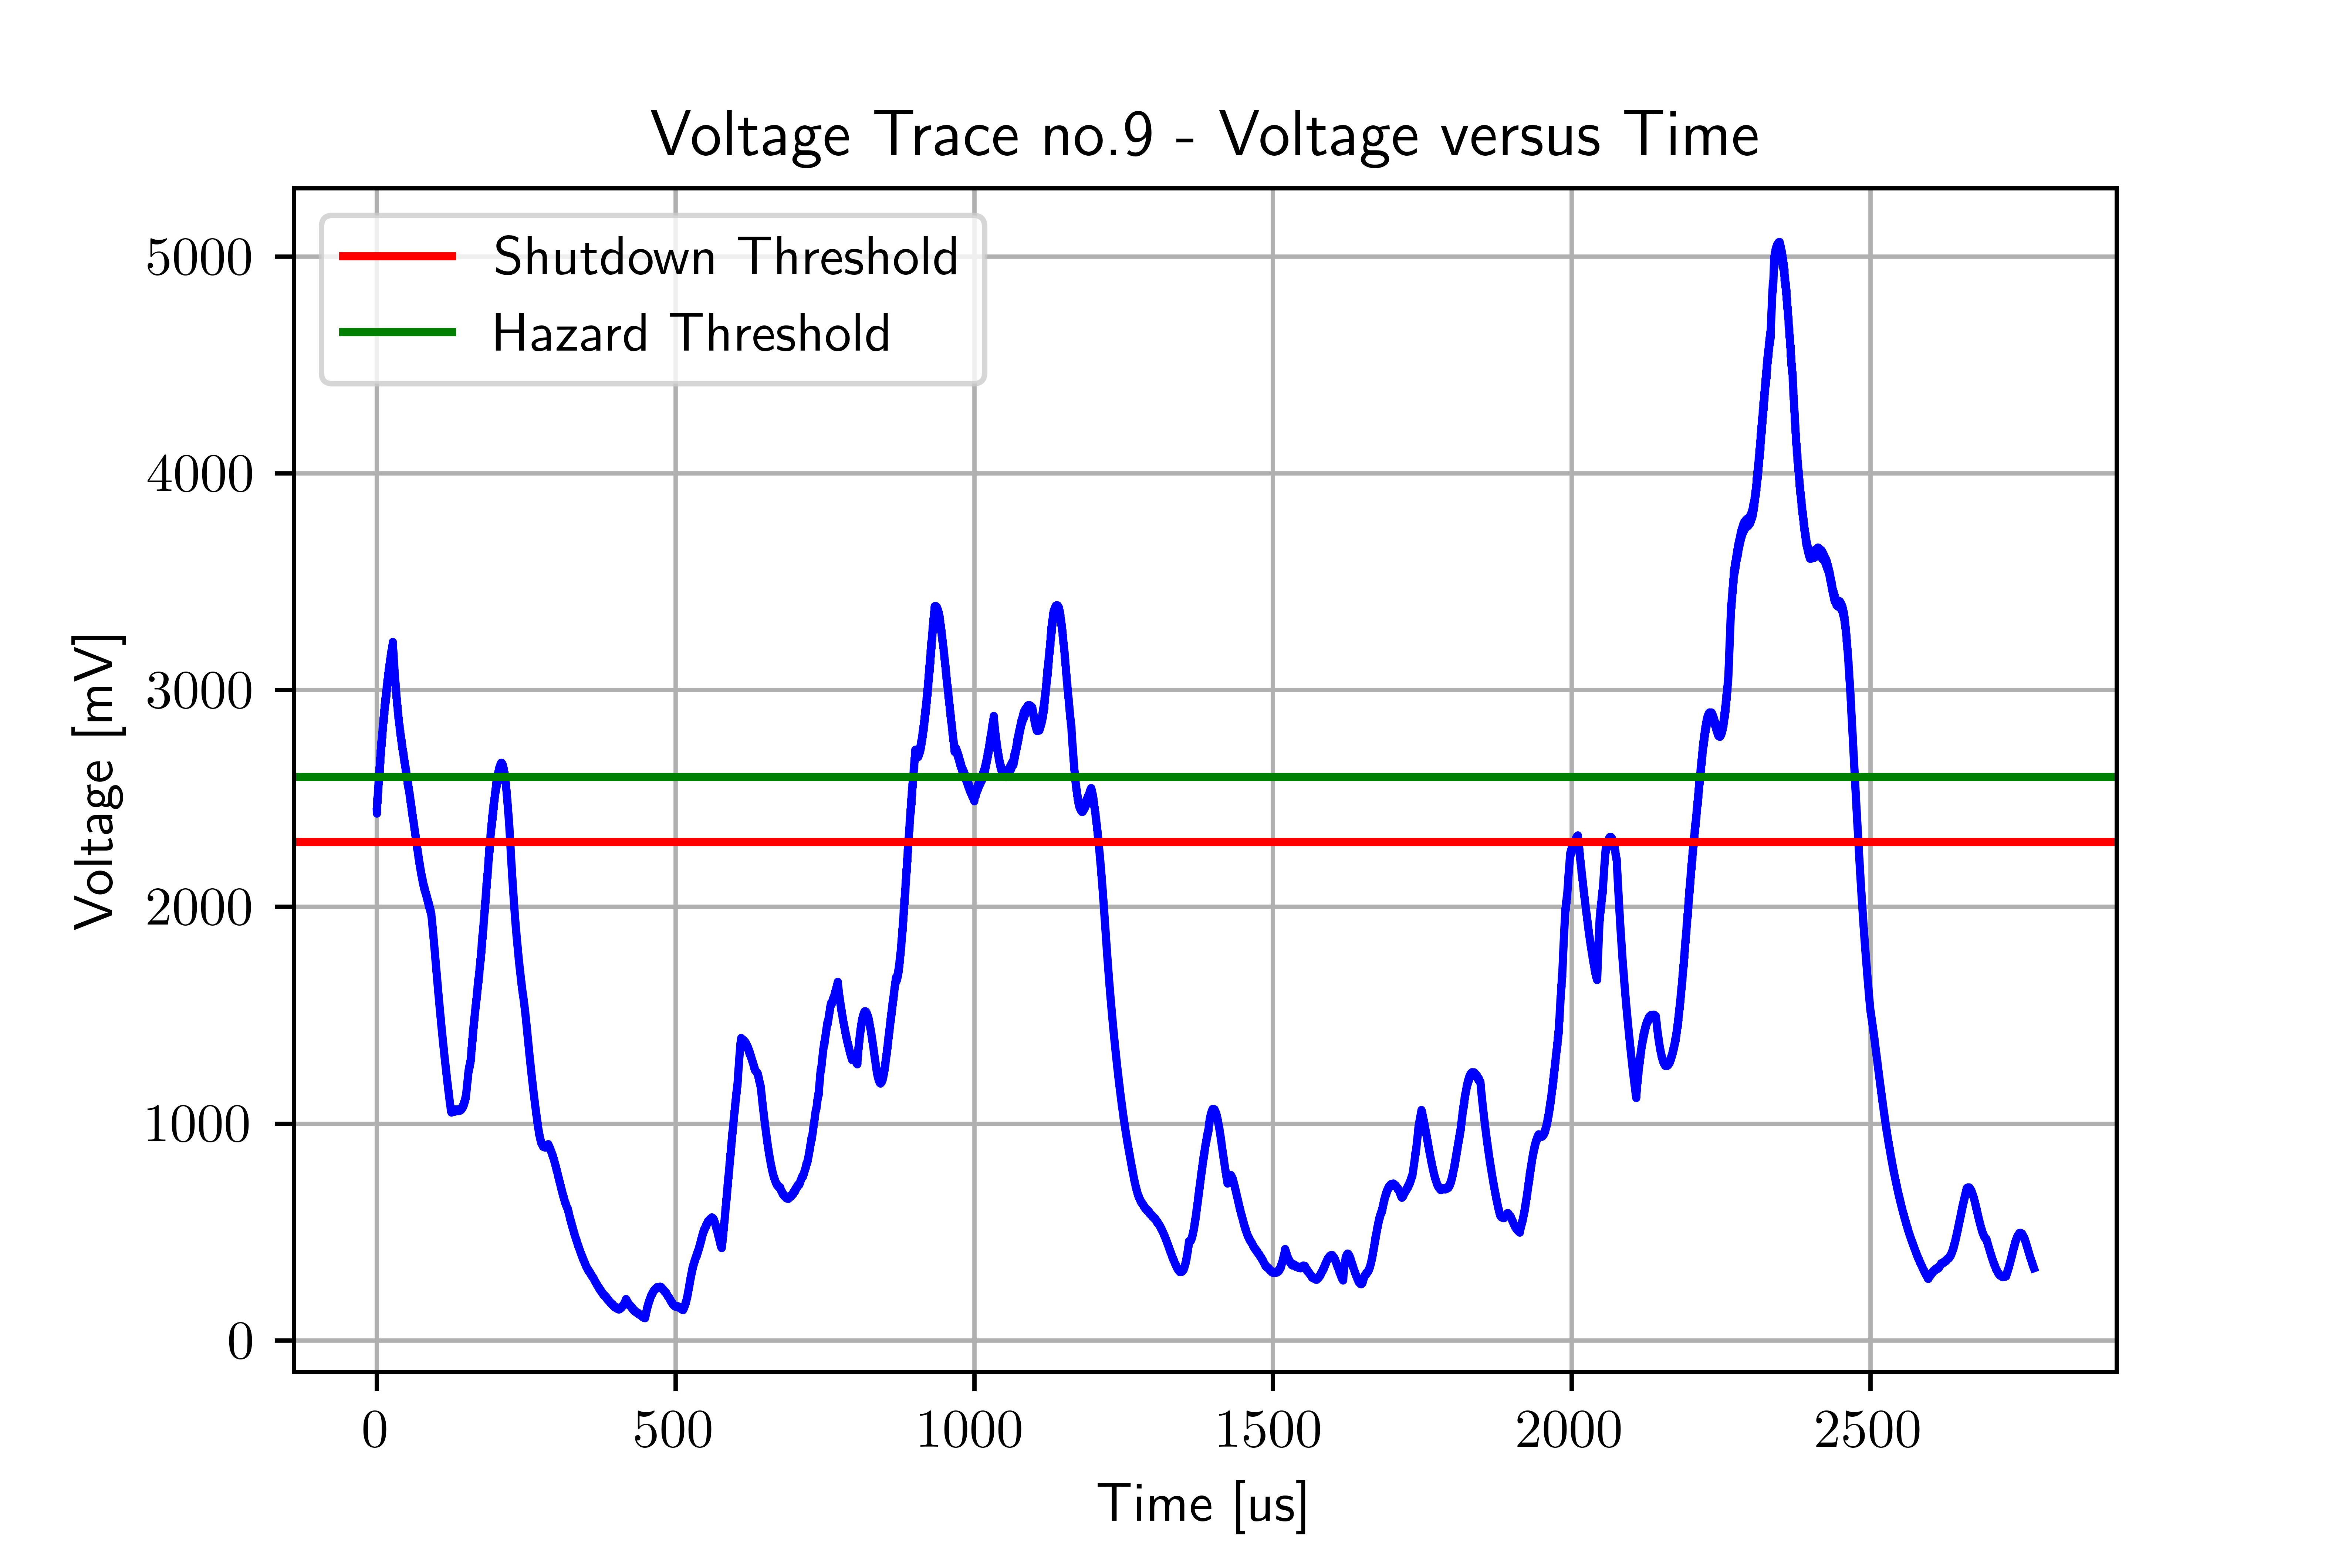 Voltage Trace no.9 - Voltage versus Time
Shutdown Threshold
Hazard Threshold
Voltage [mV]
5000
4000
3000
2000
1000
0
0 500 1000 1500 2000 2500
Time [us]